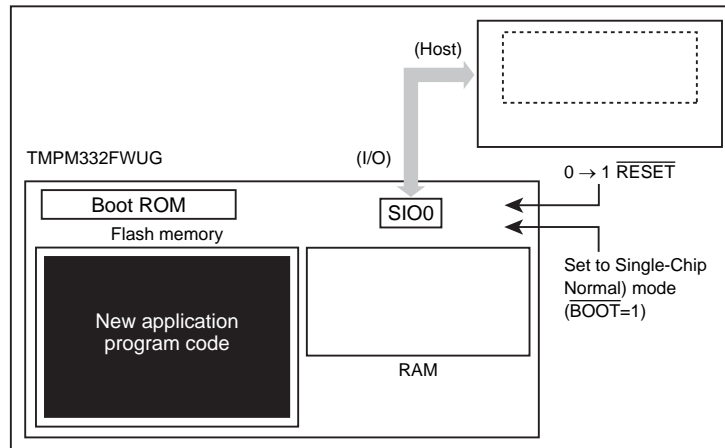 (Host)
TMPM332FWUG
(I/O)
0 → 1 RESET
Boot ROM
SIO0
Flash memory
Set to Single-Chip
Normal) mode
(BOOT=1)
New application
program code
RAM